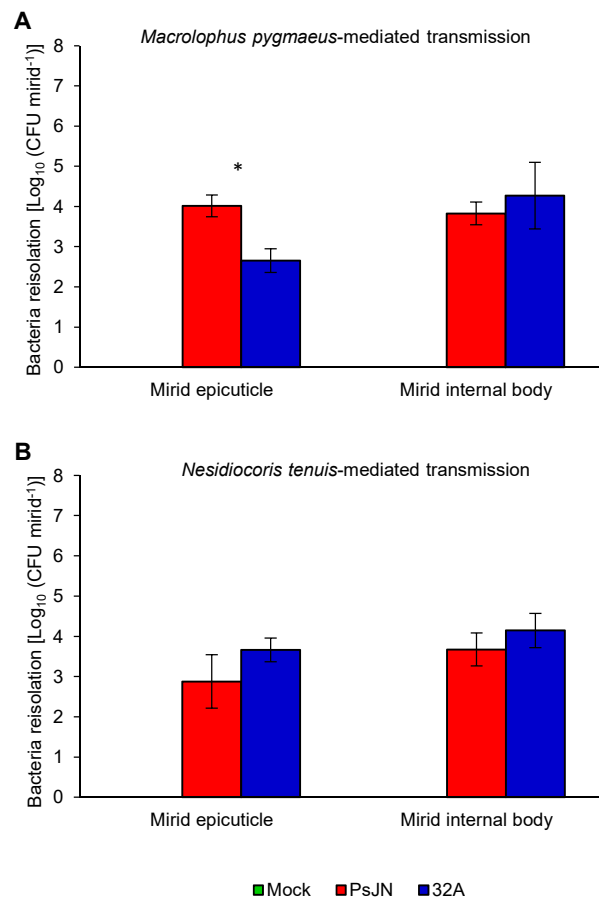 A
Macrolophus pygmaeus-mediated transmission
Bacteria reisolation [Log10 (CFU mirid-1)]
8
7
6
5
4
3
2
1
0
*
Mirid epicuticle Mirid internal body
B
Nesidiocoris tenuis-mediated transmission
Bacteria reisolation [Log10 (CFU mirid-1)]
8
7
6
5
4
3
2
1
0
Mirid epicuticle Mirid internal body
Mock PsJN 32A